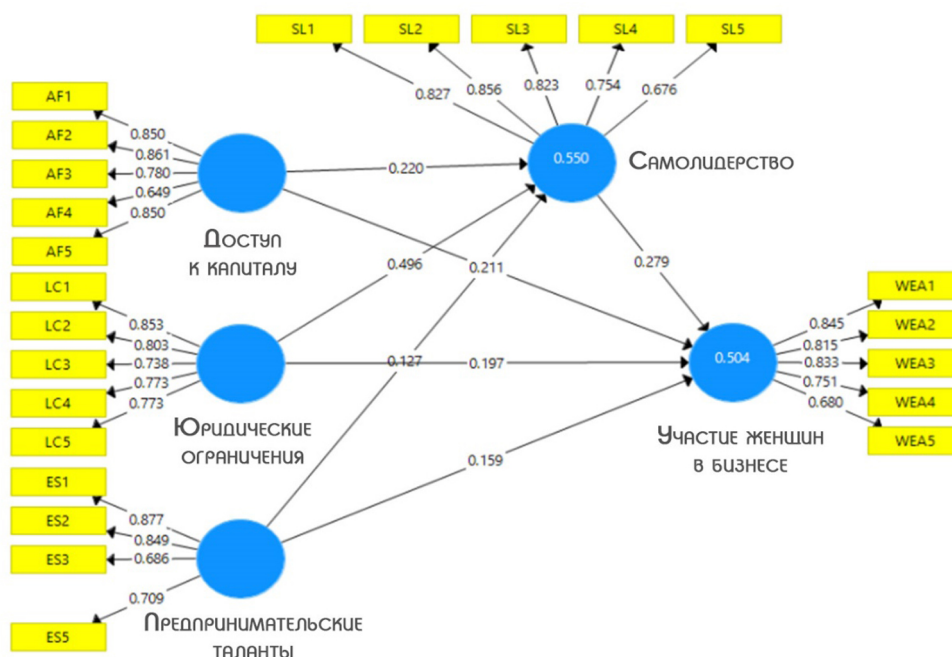 SL1 SL2 SL3 SL4 SL5
0.827 0.856 0.823 0.754 0.676
AF1
AF2
AF3
AF4
AF5
0.850
0.861
0.780
0.649
0.850
Доступ
к капиталу
0.220
0.550
Самолидерство
0.496
0.211
0.279
LC1
LC2
LC3
LC4
LC5
0.853
0.803
0.738
0.773
0.773
Юридические
ограничения
0.127
0.197
0.504
WEA1
WEA2
WEA3
WEA4
WEA5
0.845
0.815
0.833
0.751
0.680
Участие женщин
в бизнесе
0.159
ES1
ES2
ES3
ES5
0.877
0.849
0.686
0.709
Предпринимательские
таланты